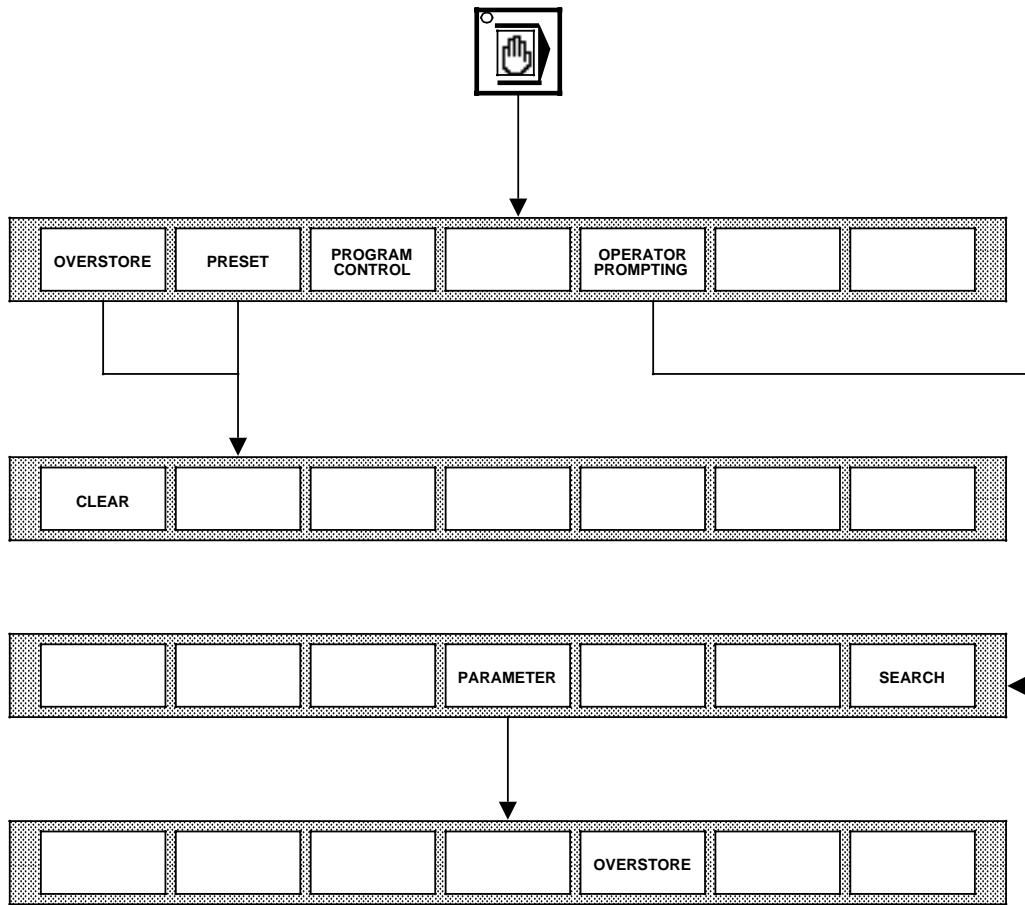 OVERSTORE
PRESET
PROGRAM
CONTROL
OPERATOR
PROMPTING
CLEAR
PARAMETER
SEARCH
OVERSTORE